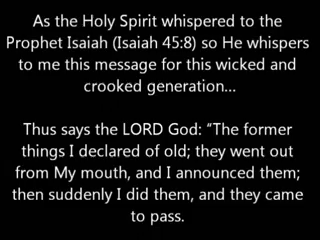 As the Holy Spirit whispered to the
Prophet Isaiah (Isaiah 45:8) so He whispers
to me this message for this wicked and
crooked generation...
Thus says the LORD God: “The former
things I declared of old; they went out
from My mouth, and I announced them;
then suddenly I did them, and they came
to pass.